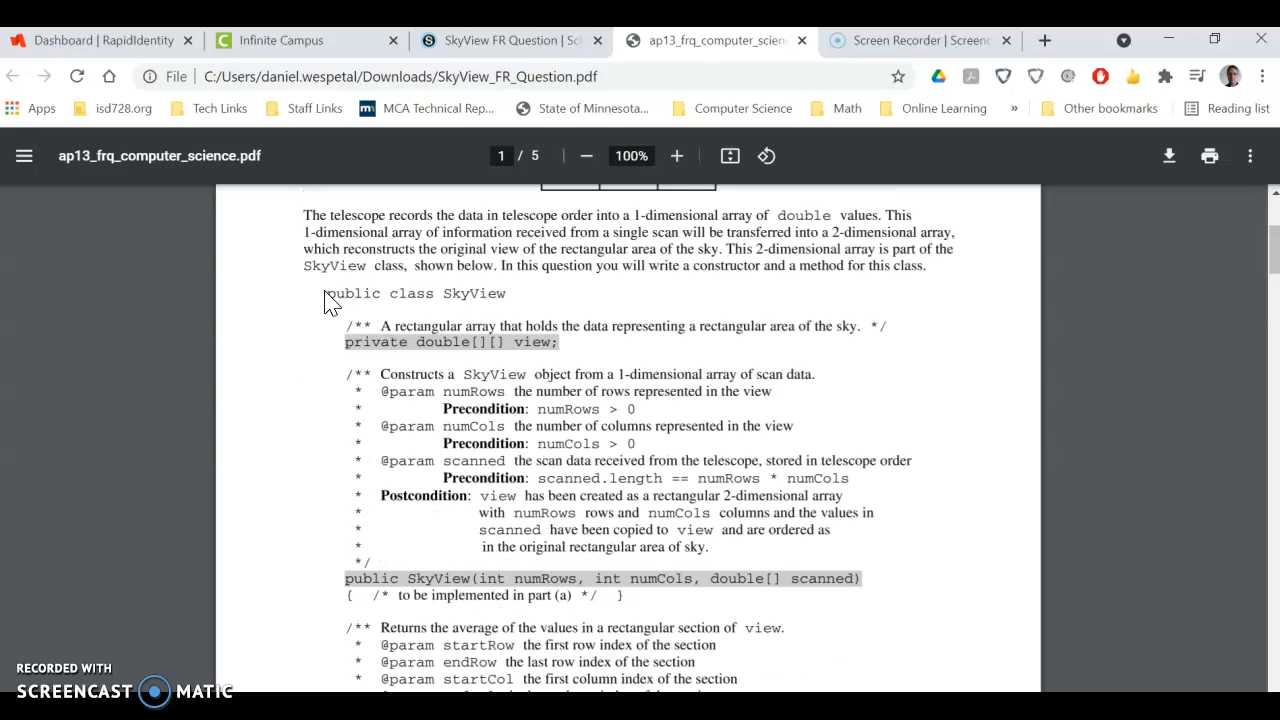 Dashboard | RapidIdentity
Infinite Campus
SkyView FR Question | Sch
ap13_frq_computer_scien
Screen Recorder | Screenc
File C:/Users/daniel.wespetal/Downloads/SkyView_FR_Question.pdf
Apps isd728.org Tech Links Staff Links MCA Technical Rep... State of Minnesota... Computer Science Math Online Learning » Other bookmarks Reading list
ap13_frq_computer_science.pdf 1 / 5 100%
The telescope records the data in telescope order into a 1-dimensional array of double values. This
1-dimensional array of information received from a single scan will be transferred into a 2-dimensional array,
which reconstructs the original view of the rectangular area of the sky. This 2-dimensional array is part of the
SkyView class, shown below. In this question you will write a constructor and a method for this class.
public class SkyView
/** A rectangular array that holds the data representing a rectangular area of the sky. */
private double[][] view;
/** Constructs a SkyView object from a 1-dimensional array of scan data.
* @param numRows the number of rows represented in the view
* Precondition: numRows > 0
* @param numCols the number of columns represented in the view
* Precondition: numCols > 0
* @param scanned the scan data received from the telescope, stored in telescope order
* Precondition: scanned.length == numRows * numCols
* Postcondition: view has been created as a rectangular 2-dimensional array
* with numRows rows and numCols columns and the values in
* scanned have been copied to view and are ordered as
* in the original rectangular area of sky.
*/
public SkyView(int numRows, int numCols, double[] scanned)
{ /* to be implemented in part (a) */ }
/** Returns the average of the values in a rectangular section of view.
* @param startRow the first row index of the section
* @param endRow the last row index of the section
* @param startCol the first column index of the section
RECORDED WITH
SCREENCAST MATIC